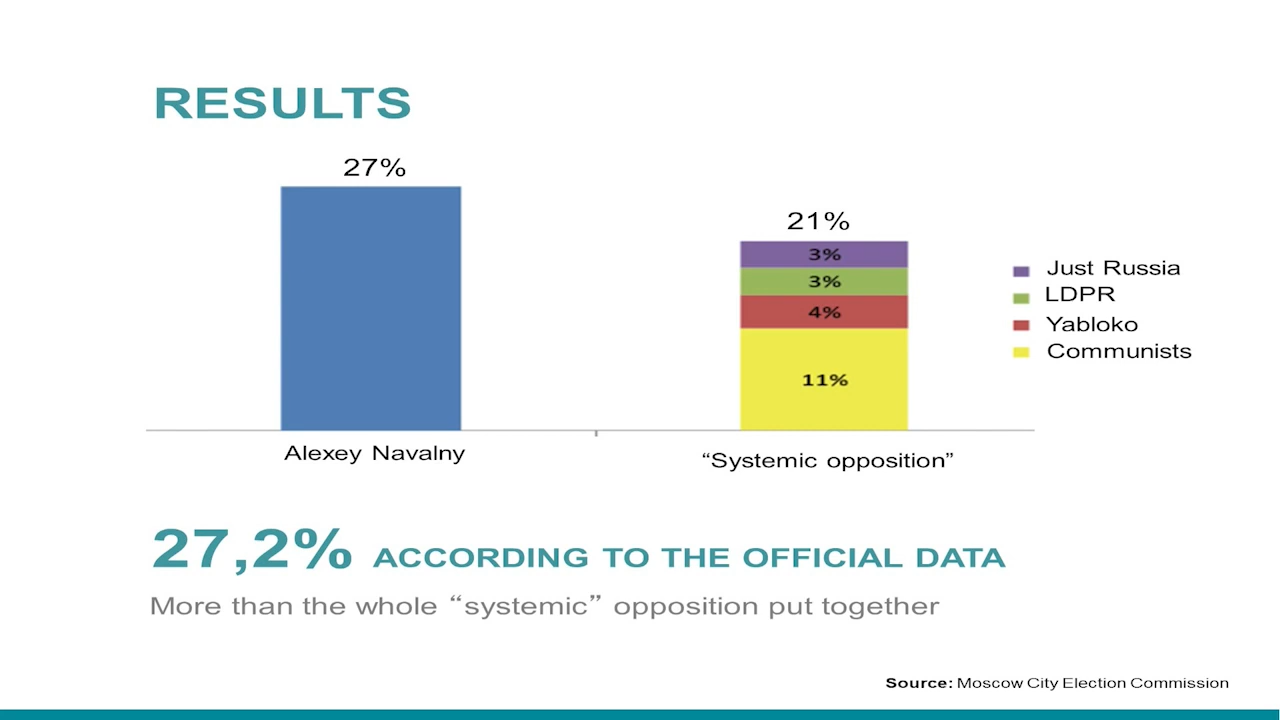 RESULTS
27%
21%
3%
3%
4%
11%
Just Russia
LDPR
Yabloko
Communists
Alexey Navalny
“Systemic opposition”
27,2% ACCORDING TO THE OFFICIAL DATA
More than the whole “systemic” opposition put together
Source: Moscow City Election Commission